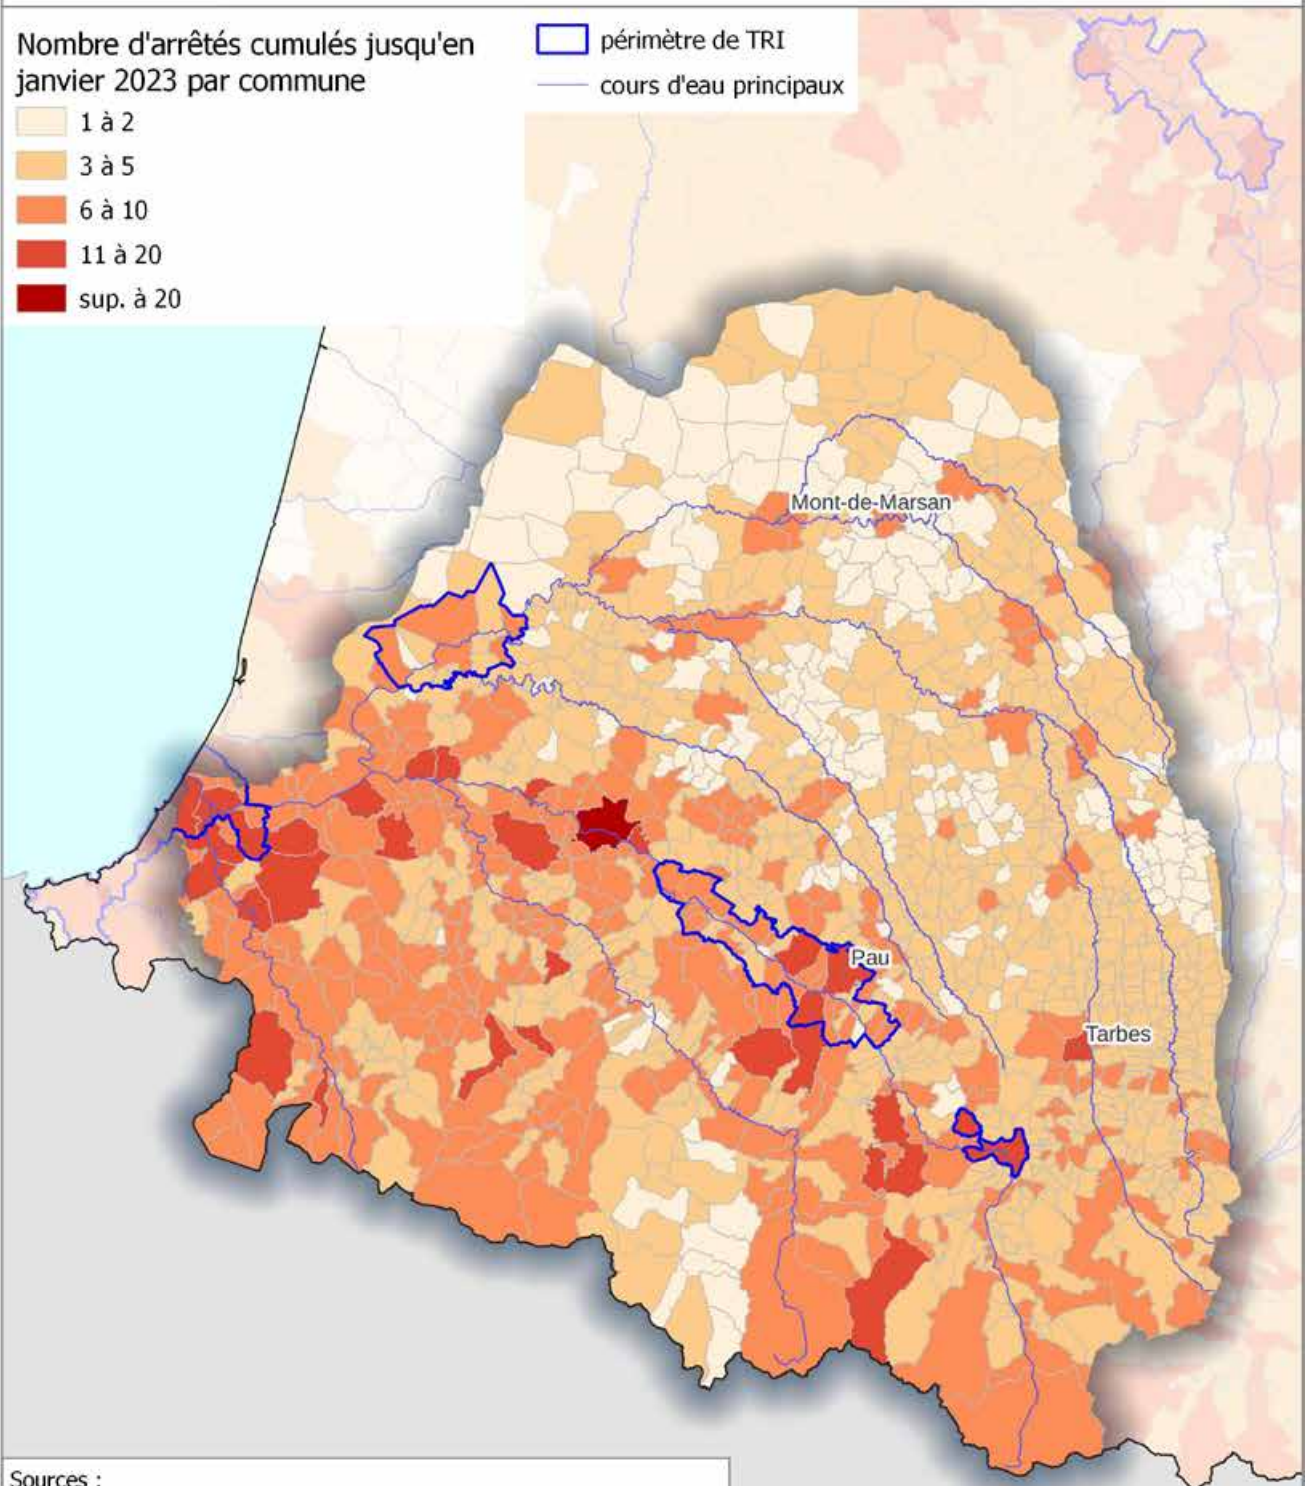 Nombre d'arrêtés cumulés jusqu'en
janvier 2023 par commune
1 à 2
3 à 5
6 à 10
11 à 20
sup. à 20
périmètre de TRI
cours d'eau principaux
Mont-de-Marsan
Pau
Tarbes
Sources :